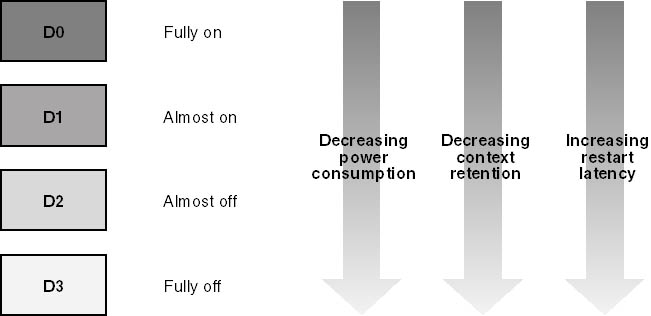 D0 Fully on
D1 Almost on
D2 Almost off
D3 Fully off
Decreasing
power
consumption
Decreasing
context
retention
Increasing
restart
latency